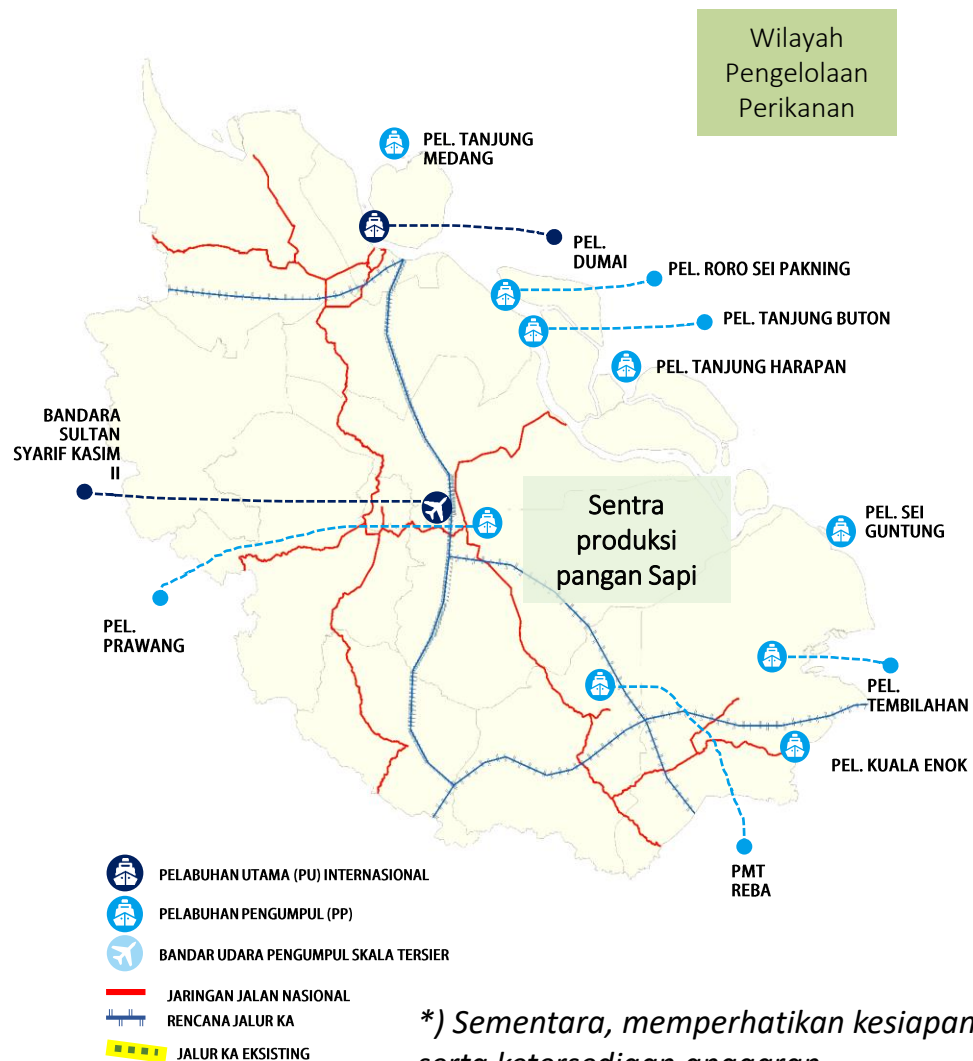 Wilayah
Pengelolaan
Perikanan
PEL. TANJUNG
MEDANG
PEL.
DUMAI
PEL. RORO SEI PAKNING
PEL. TANJUNG BUTON
PEL. TANJUNG HARAPAN
BANDARA
SULTAN
SYARIF KASIM
II
Sentra
produksi
pangan Sapi
PEL. SEI
GUNTUNG
PEL.
PRAWANG
PEL.
TEMBILAHAN
PEL. KUALA ENOK
PMT
REBA
PELABUHAN UTAMA (PU) INTERNASIONAL
PELABUHAN PENGUMPUL (PP)
BANDAR UDARA PENGUMPUL SKALA TERSIER
JARINGAN JALAN NASIONAL
RENCANA JALUR KA
JALUR KA EKSISTING
*) Sementara, memperhatikan kesiapan
serta ketersediaan anggaran